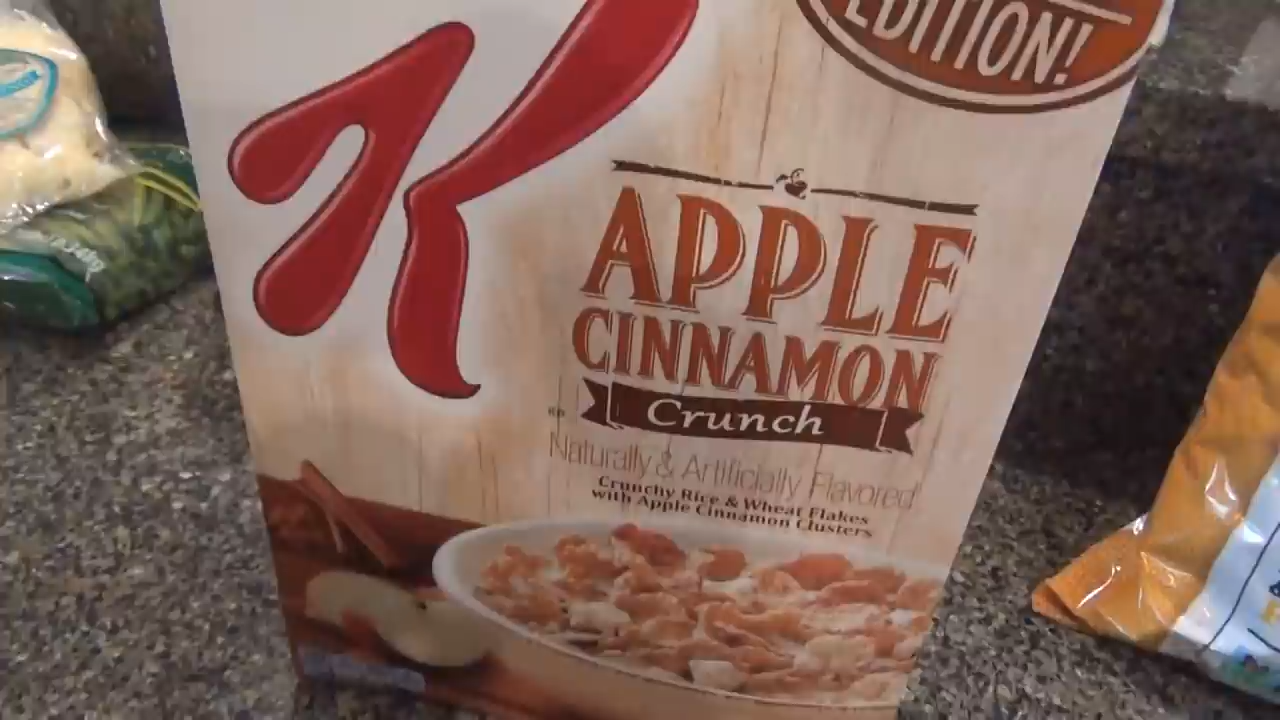 EDITION!
K
APPLE
CINNAMON
Crunch
Naturally & Artificially Flavored
Crunchy Rice & Wheat Flakes
with Apple Cinnamon Clusters